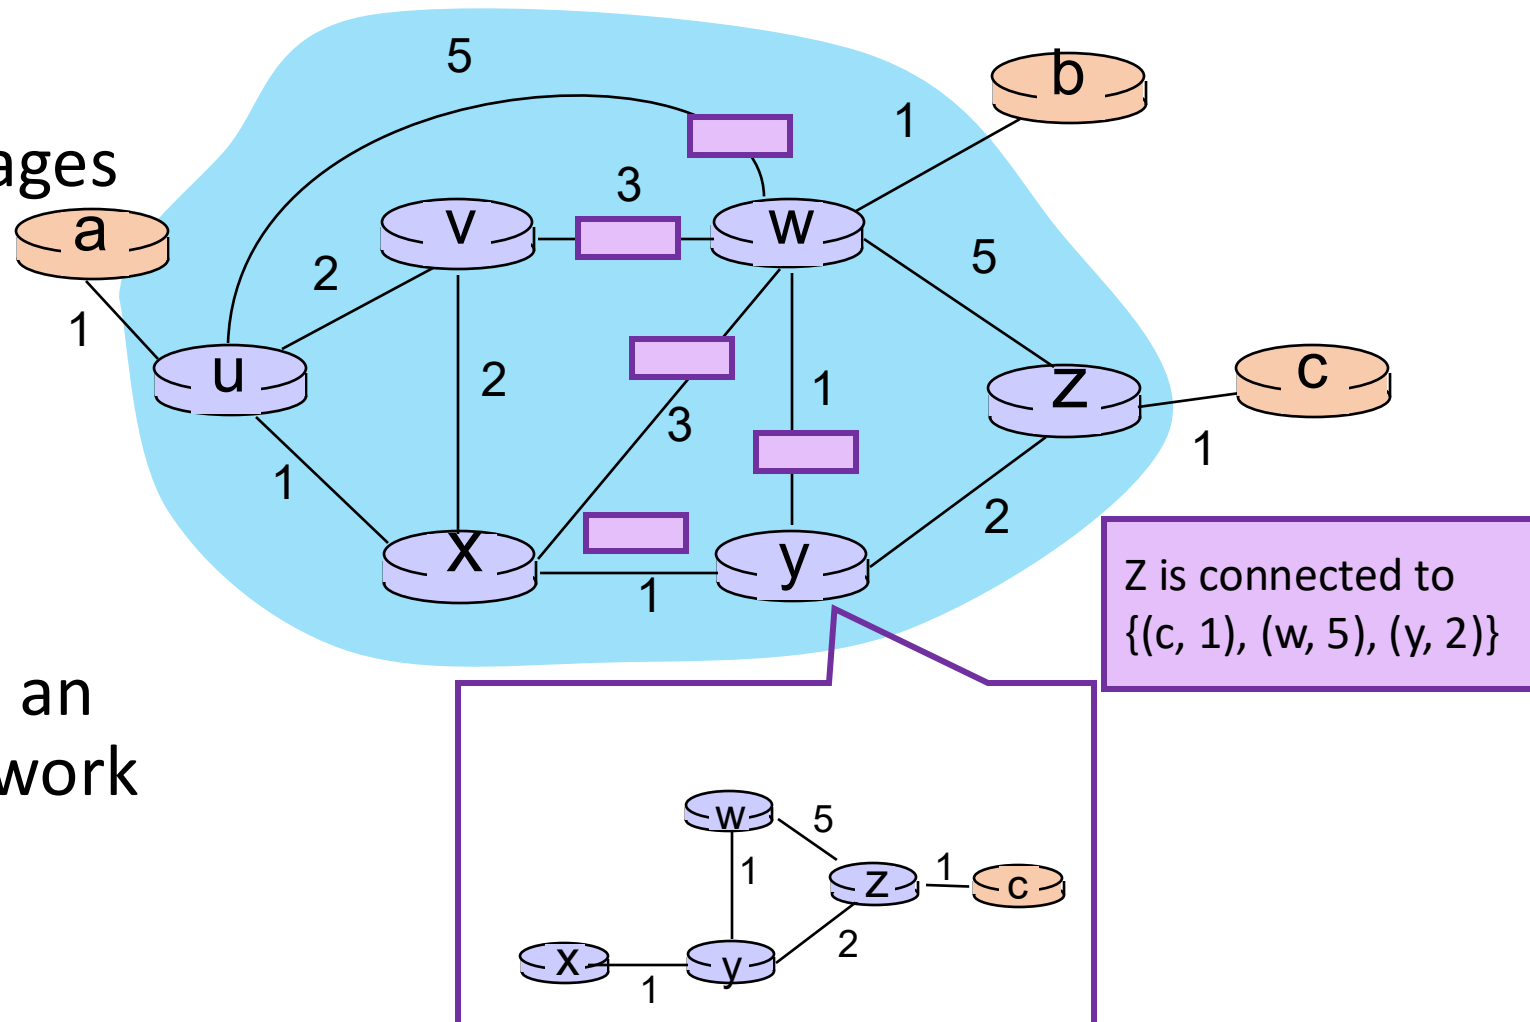 5
b
1
ages
3
a
v
w
5
2
1
u
2
1
z
c
3
1
1
2
x
y
1
Z is connected to
{(c, 1), (w, 5), (y, 2)}
an
work
w
5
1
z
1
c
2
x
y
1